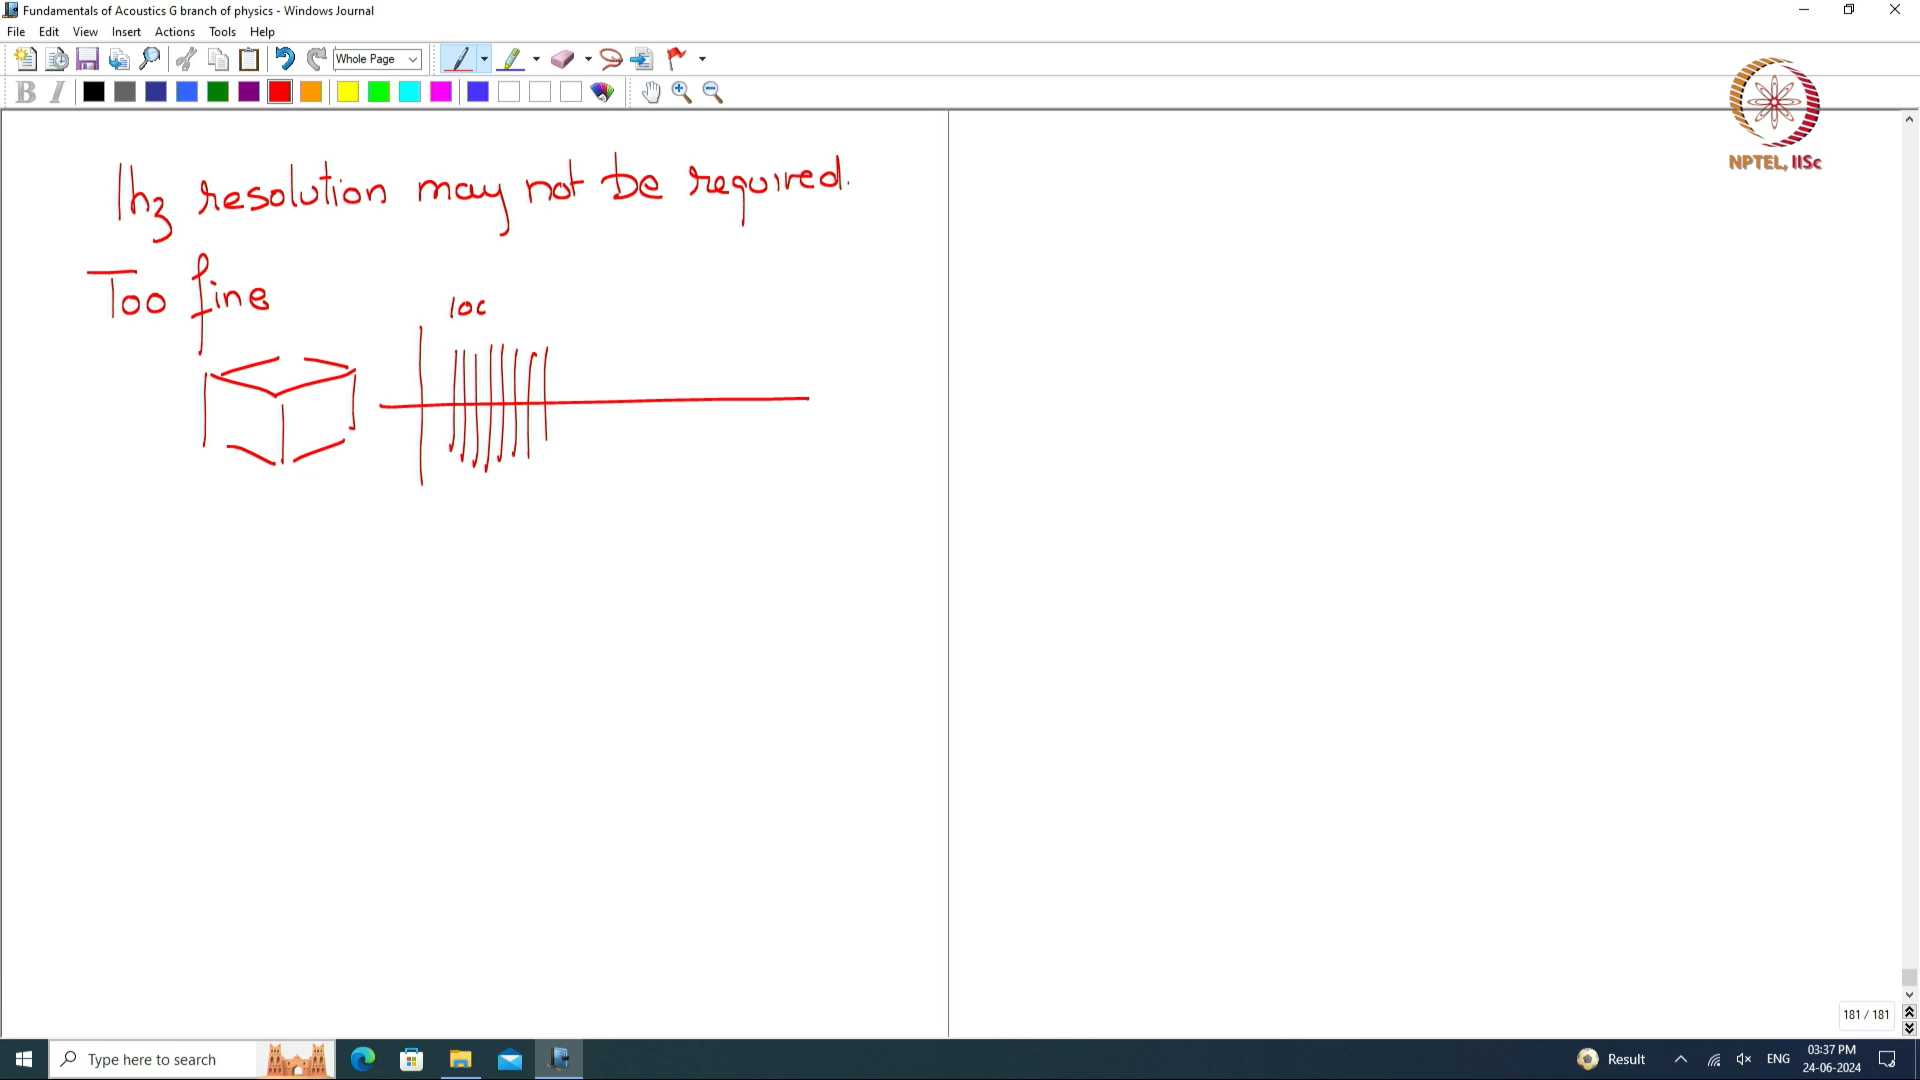 Fundamentals of Acoustics G branch of physics - Windows Journal
File Edit View Insert Actions Tools Help
Whole Page
B I
NPTEL, IISc
1hz resolution may not be required.
Too fine
100
181 / 181
Type here to search
Result
ENG
03:37 PM
24-06-2024